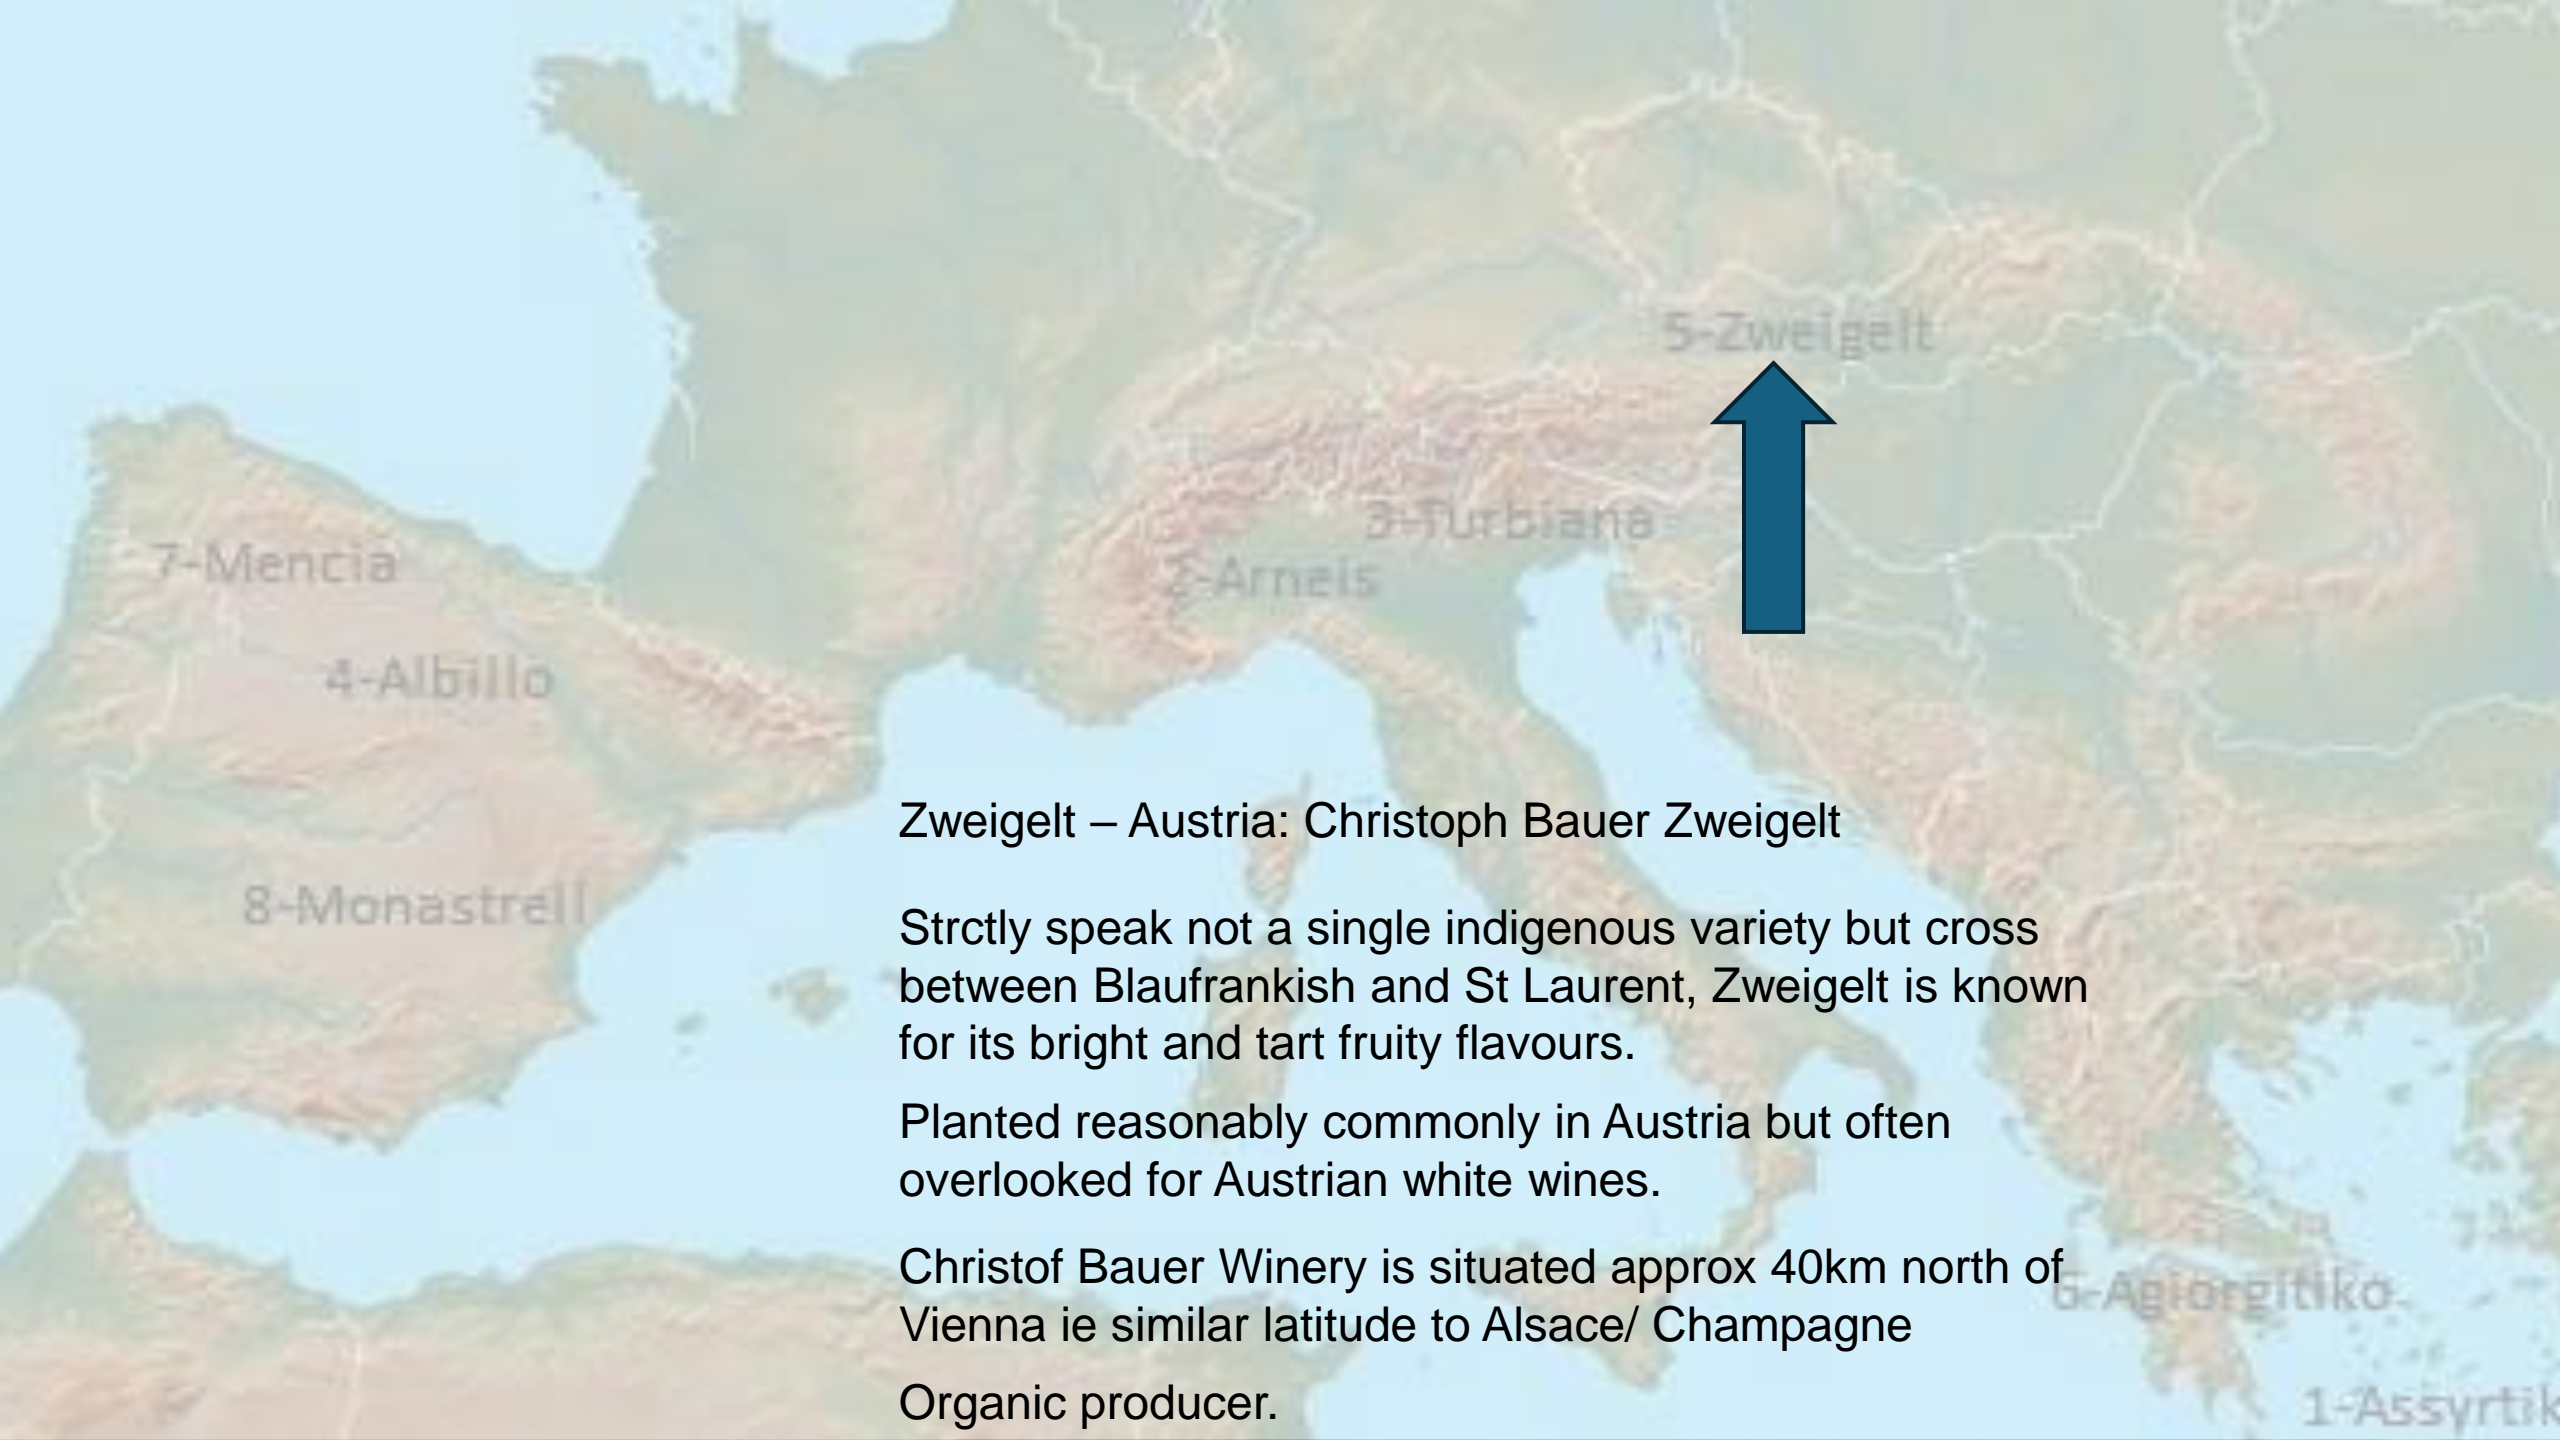 5-Zweigelt
3-Turbiana
7-Mencia
2-Arneis
4-Albillo
Zweigelt – Austria: Christoph Bauer Zweigelt
8-Monastrell
Strctly speak not a single indigenous variety but cross
between Blaufrankish and St Laurent, Zweigelt is known
for its bright and tart fruity flavours.
Planted reasonably commonly in Austria but often
overlooked for Austrian white wines.
Christof Bauer Winery is situated approx 40km north of
6-Agiorgitiko
Vienna ie similar latitude to Alsace/ Champagne
Organic producer.
1-Assyrtik